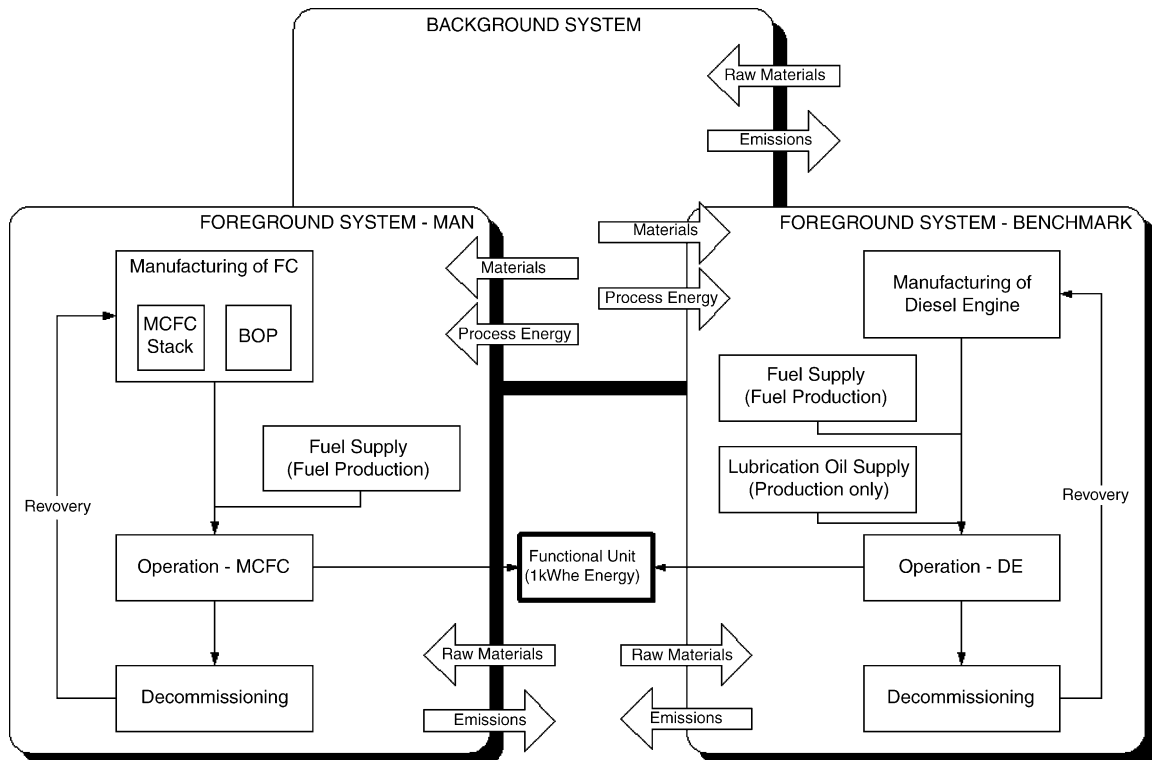 BACKGROUND SYSTEM
Raw Materials
Emissions
FOREGROUND SYSTEM - MAN
Manufacturing of FC
MCFC
Stack
BOP
Materials
Process Energy
Materials
Process Energy
Fuel Supply
(Fuel Production)
Revovery
Operation - MCFC
Decommissioning
Functional Unit
(1kWhe Energy)
Raw Materials
Emissions
Raw Materials
Emissions
FOREGROUND SYSTEM - BENCHMARK
Manufacturing of
Diesel Engine
Fuel Supply
(Fuel Production)
Lubrication Oil Supply
(Production only)
Revovery
Operation - DE
Decommissioning